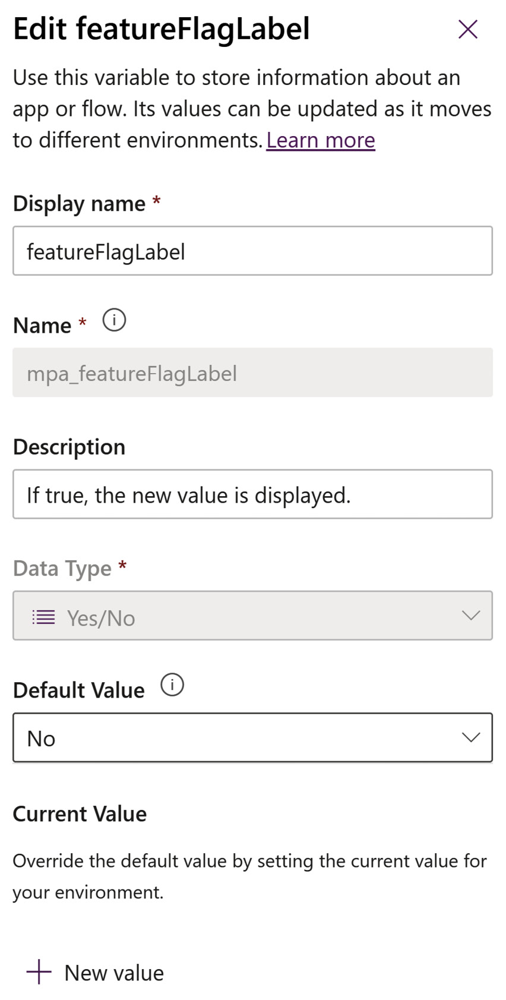 Edit featureFlagLabel
Use this variable to store information about an
app or flow. Its values can be updated as it moves
to different environments. Learn more
Display name *
featureFlagLabel
Name *
mpa_featureFlagLabel
Description
If true, the new value is displayed.
Data Type *
Yes/No
Default Value
No
Current Value
Override the default value by setting the current value for
your environment.
New value